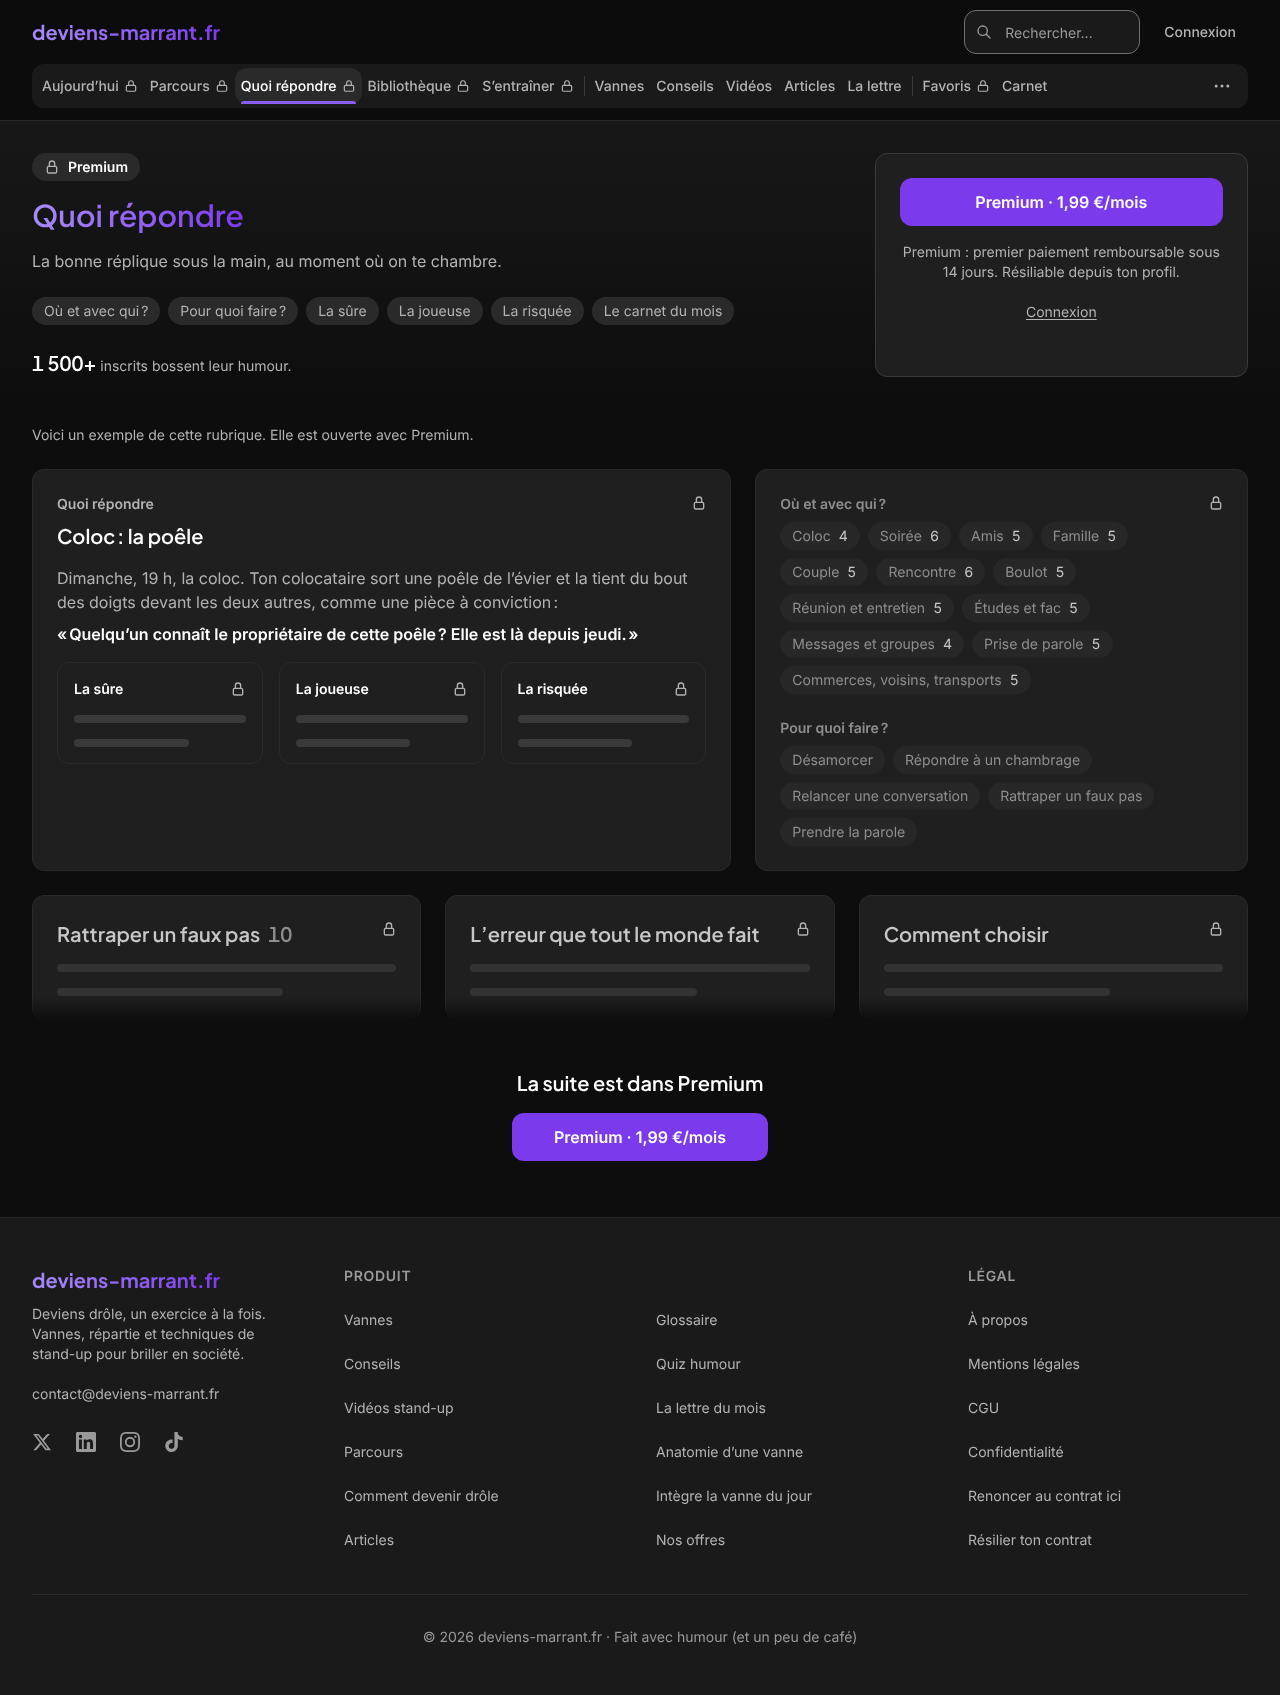 deviens-marrant.fr
Rechercher...
Connexion
Aujourd’hui
Parcours
Quoi répondre
Bibliothèque
S’entraîner
Vannes
Conseils
Vidéos
Articles
La lettre
Favoris
Carnet
Premium
Quoi répondre
La bonne réplique sous la main, au moment où on te chambre.
Où et avec qui ?
Pour quoi faire ?
La sûre
La joueuse
La risquée
Le carnet du mois
1 500+ inscrits bossent leur humour.
Premium · 1,99 €/mois
Premium : premier paiement remboursable sous
14 jours. Résiliable depuis ton profil.
Connexion
Voici un exemple de cette rubrique. Elle est ouverte avec Premium.
Quoi répondre
Coloc : la poêle
Dimanche, 19 h, la coloc. Ton colocataire sort une poêle de l’évier et la tient du bout
des doigts devant les deux autres, comme une pièce à conviction :
« Quelqu’un connaît le propriétaire de cette poêle ? Elle est là depuis jeudi. »
La sûre
La joueuse
La risquée
Où et avec qui ?
Coloc 4
Soirée 6
Amis 5
Famille 5
Couple 5
Rencontre 6
Boulot 5
Réunion et entretien 5
Études et fac 5
Messages et groupes 4
Prise de parole 5
Commerces, voisins, transports 5
Pour quoi faire ?
Désamorcer
Répondre à un chambrage
Relancer une conversation
Rattraper un faux pas
Prendre la parole
Rattraper un faux pas 10
L’erreur que tout le monde fait
Comment choisir
La suite est dans Premium
Premium · 1,99 €/mois
deviens-marrant.fr
Deviens drôle, un exercice à la fois.
Vannes, répartie et techniques de
stand-up pour briller en société.
contact@deviens-marrant.fr
PRODUIT
Vannes
Conseils
Vidéos stand-up
Parcours
Comment devenir drôle
Articles
Glossaire
Quiz humour
La lettre du mois
Anatomie d’une vanne
Intègre la vanne du jour
Nos offres
LÉGAL
À propos
Mentions légales
CGU
Confidentialité
Renoncer au contrat ici
Résilier ton contrat
© 2026 deviens-marrant.fr · Fait avec humour (et un peu de café)